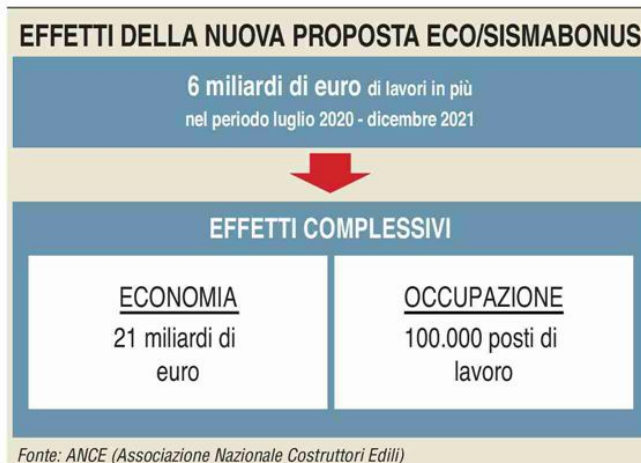 EFFETTI DELLA NUOVA PROPOSTA ECO/SISMABONUS
6 miliardi di euro di lavori in più
nel periodo luglio 2020 - dicembre 2021
EFFETTI COMPLESSIVI
ECONOMIA
21 miliardi di
euro
OCCUPAZIONE
100.000 posti di
lavoro
Fonte: ANCE (Associazione Nazionale Costruttori Edili)